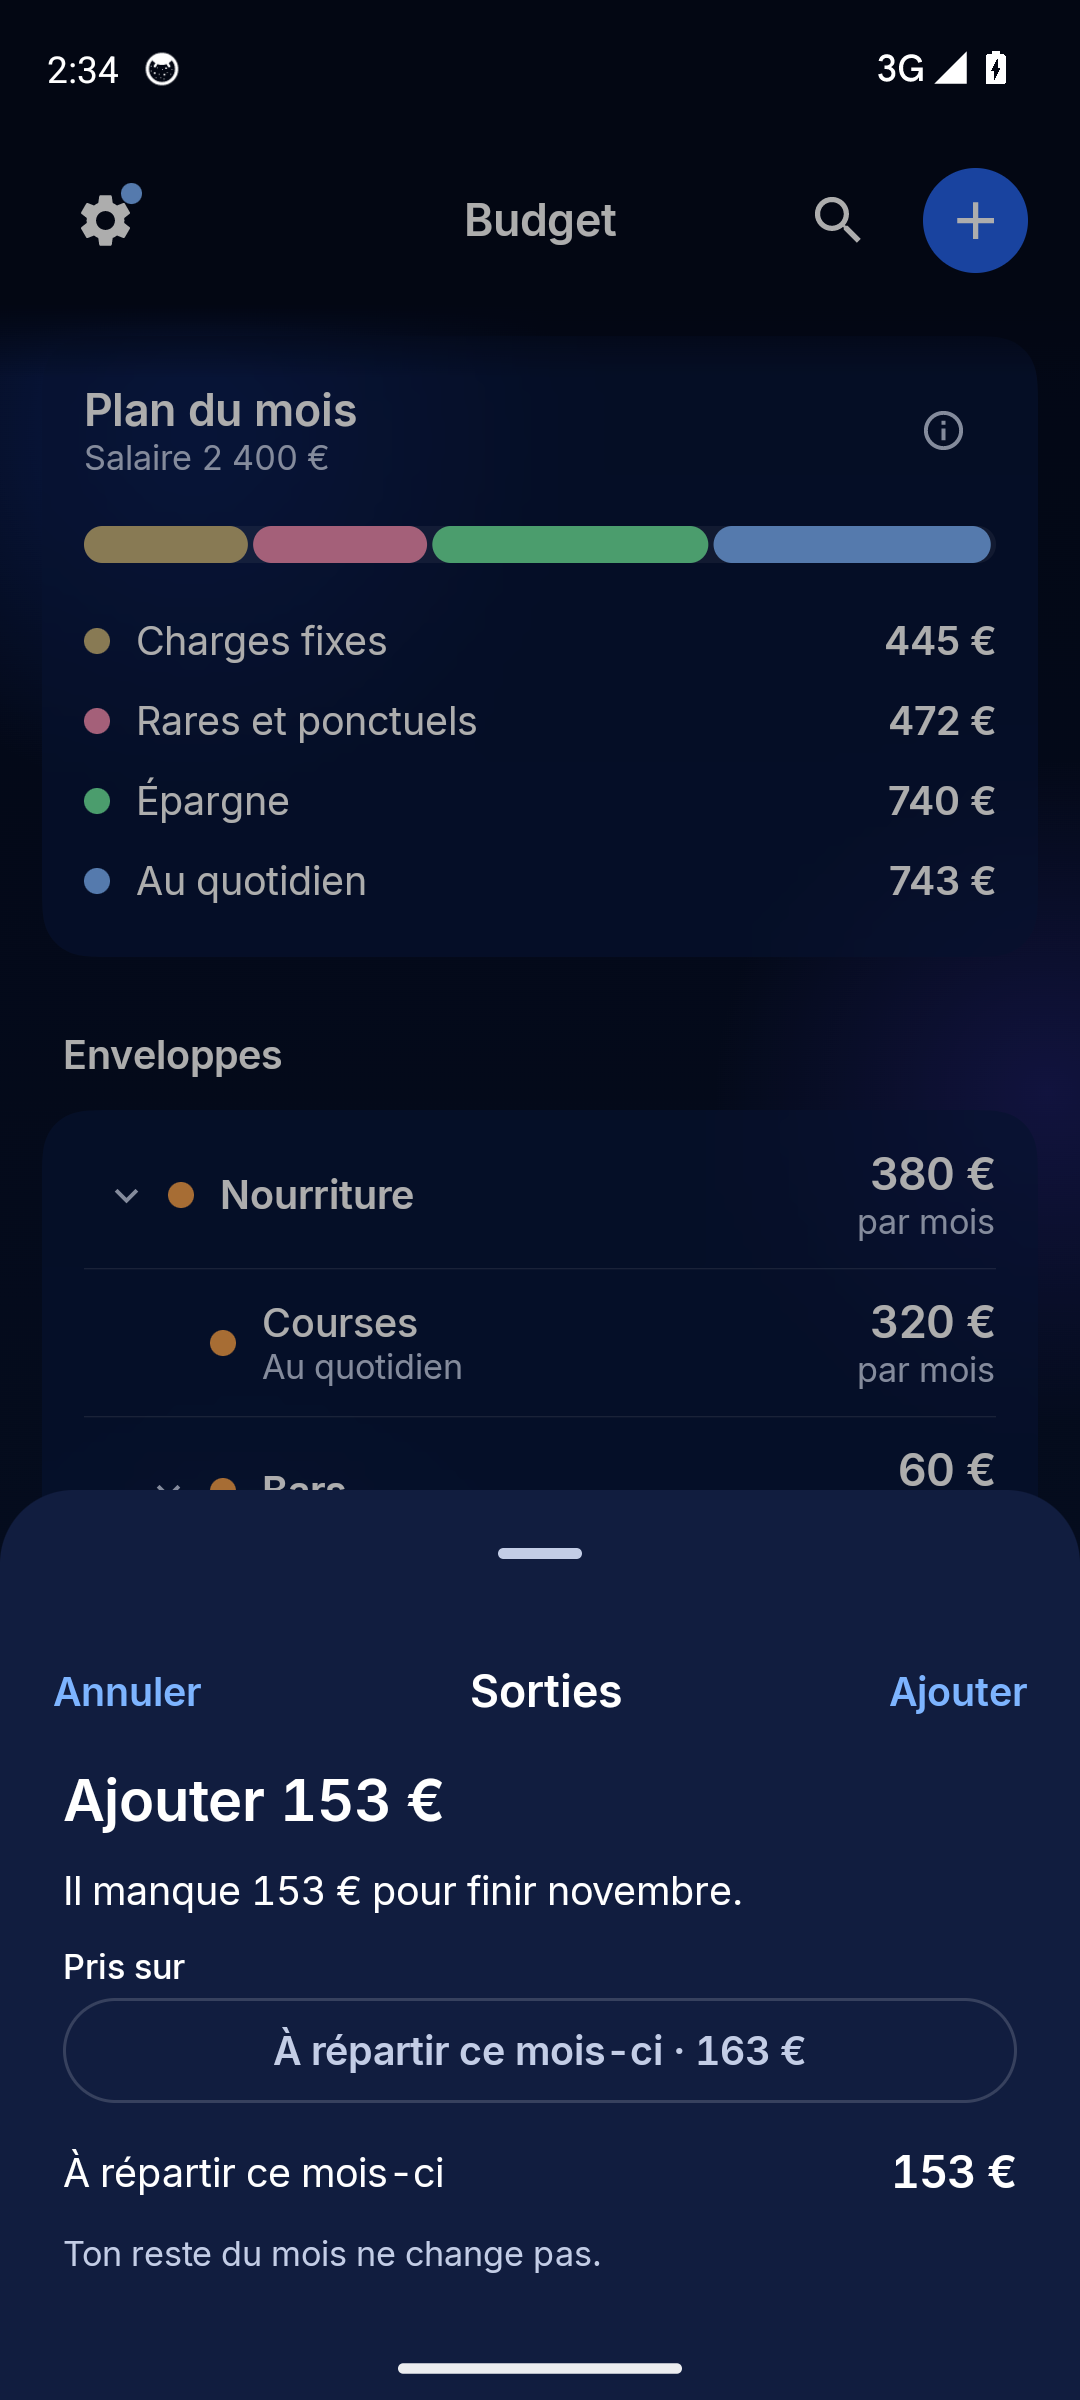 2:34
3G
Budget
Plan du mois
Salaire 2 400 €
Charges fixes 445 €
Rares et ponctuels 472 €
Épargne 740 €
Au quotidien 743 €
Enveloppes
Nourriture 380 €
par mois
Courses 320 €
Au quotidien par mois
Bars 60 €
Annuler Sorties Ajouter
Ajouter 153 €
Il manque 153 € pour finir novembre.
Pris sur
À répartir ce mois-ci · 163 €
À répartir ce mois-ci 153 €
Ton reste du mois ne change pas.